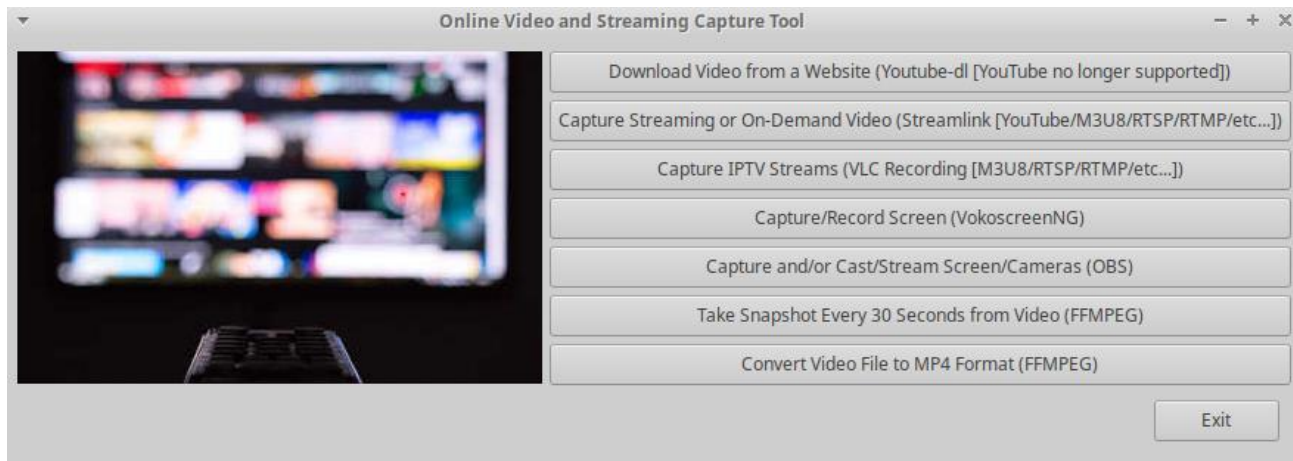 Online Video and Streaming Capture Tool
Download Video from a Website (Youtube-dl [YouTube no longer supported])
Capture Streaming or On-Demand Video (Streamlink [YouTube/M3U8/RTSP/RTMP/etc...])
Capture IPTV Streams (VLC Recording [M3U8/RTSP/RTMP/etc...])
Capture/Record Screen (VokoscreenNG)
Capture and/or Cast/Stream Screen/Cameras (OBS)
Take Snapshot Every 30 Seconds from Video (FFMPEG)
Convert Video File to MP4 Format (FFMPEG)
Exit